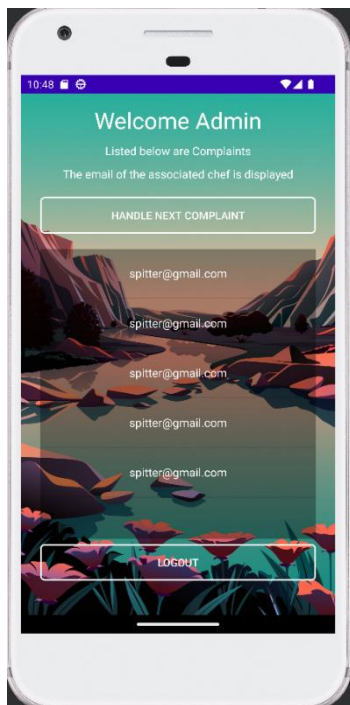 10:48
Welcome Admin
Listed below are Complaints
The email of the associated chef is displayed
HANDLE NEXT COMPLAINT
spitter@gmail.com
spitter@gmail.com
spitter@gmail.com
spitter@gmail.com
spitter@gmail.com
LOGOUT